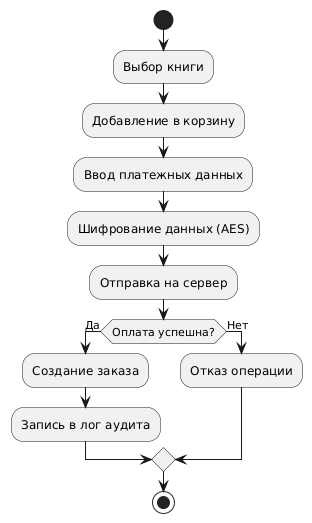 Выбор книги
Добавление в корзину
Ввод платежных данных
Шифрование данных (AES)
Отправка на сервер
Оплата успешна?
Да
Нет
Создание заказа
Отказ операции
Запись в лог аудита